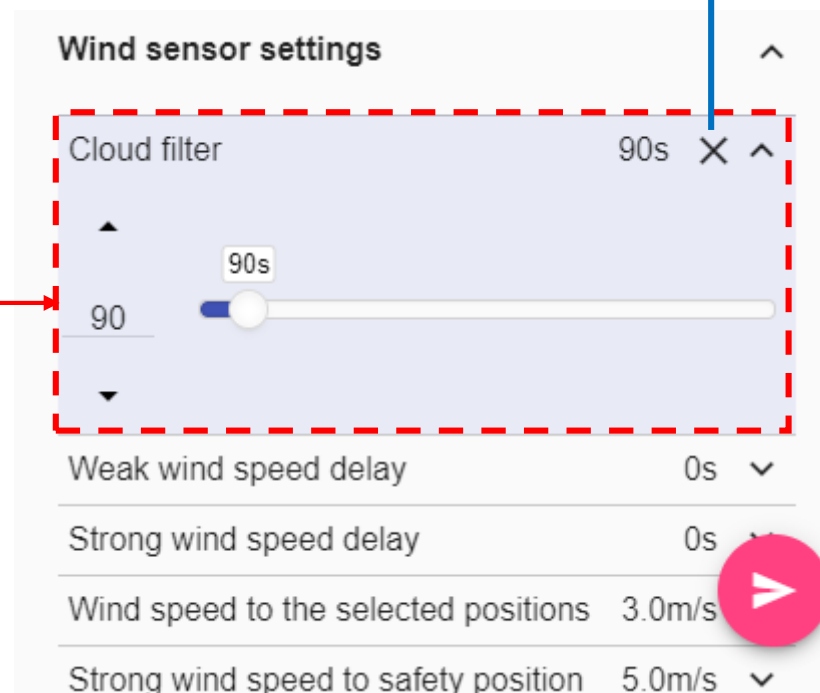 Wind sensor settings
Cloud filter 90s
90s
90
Weak wind speed delay 0s
Strong wind speed delay 0s
Wind speed to the selected positions 3.0m/s
Strong wind speed to safety position 5.0m/s